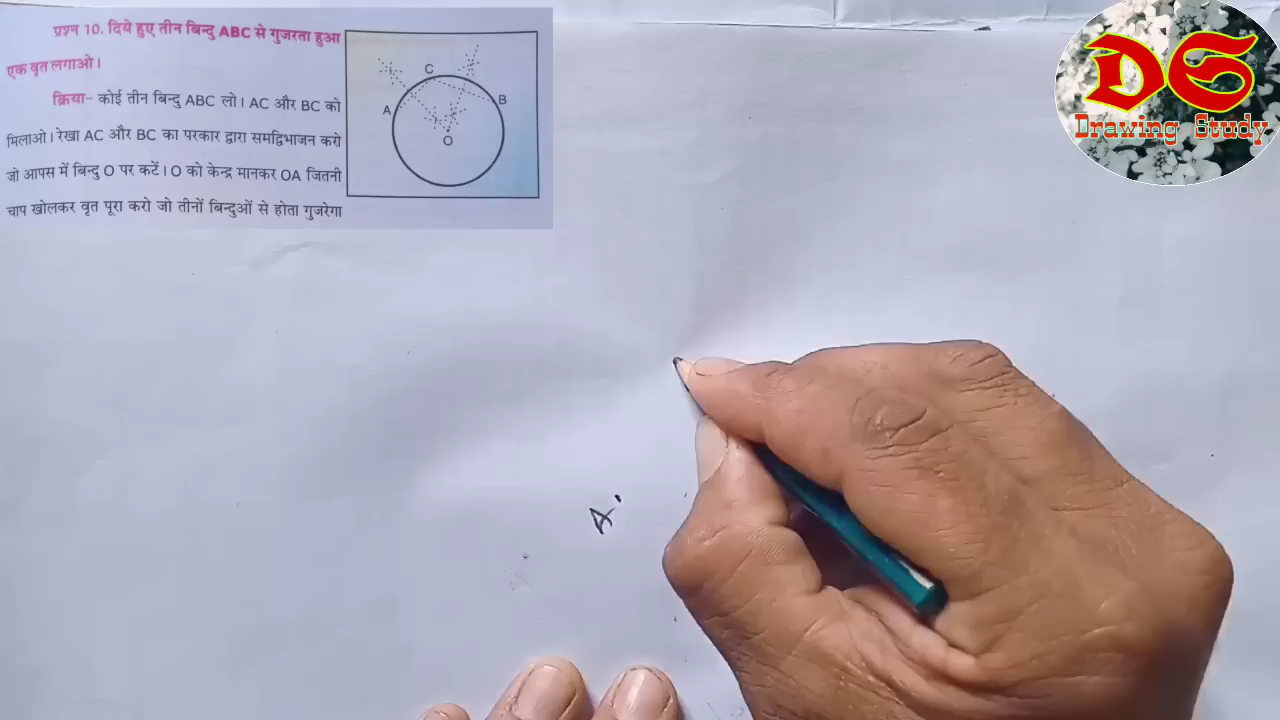 प्रश्न 10. दिये हुए तीन बिन्दु ABC से गुजरता हुआ
एक वृत लगाओ।
क्रिया- कोई तीन बिन्दु ABC लो। AC और BC को
मिलाओ। रेखा AC और BC का परकार द्वारा समद्विभाजन करो
जो आपस में बिन्दु O पर कटें। O को केन्द्र मानकर OA जितनी
चाप खोलकर वृत पूरा करो जो तीनों बिन्दुओं से होता गुजरेगा
C
A
B
O
DS
Drawing Study
A